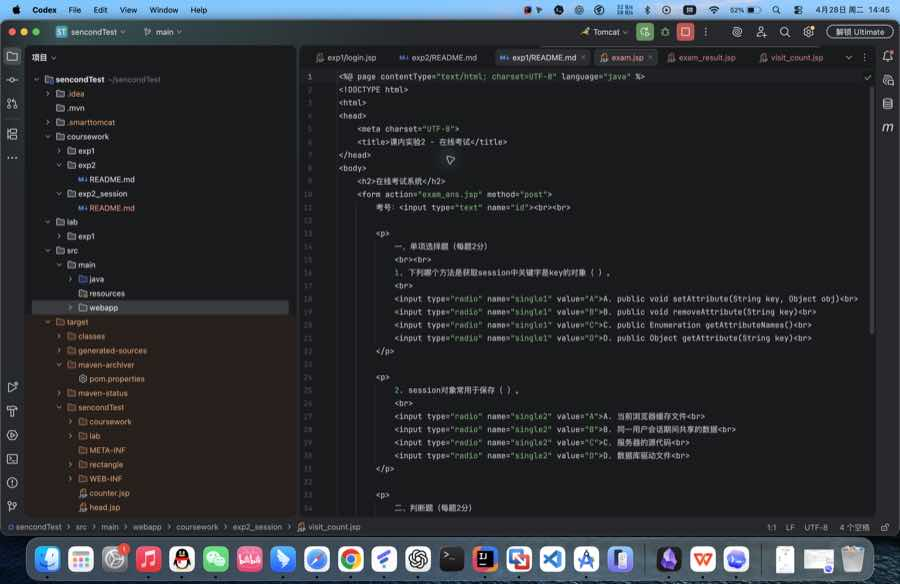 Codex File Edit View Window Help
52% 4月28日 周二 14:45
ST sencondTest main Tomcat 解锁 Ultimate
项目
exp1/login.jsp exp2/README.md exp1/README.md exam.jsp exam_result.jsp visit_count.jsp
sencondTest ~/sencondTest
.idea
.mvn
.smarttomcat
coursework
exp1
exp2
README.md
exp2_session
README.md
lab
exp1
src
main
java
resources
webapp
target
classes
generated-sources
maven-archiver
pom.properties
maven-status
sencondTest
coursework
lab
META-INF
rectangle
WEB-INF
counter.jsp
head.jsp
1 <%@ page contentType="text/html; charset=UTF-8" language="java" %>
2 <!DOCTYPE html>
3 <html>
4 <head>
5 <meta charset="UTF-8">
6 <title>课内实验2 - 在线考试</title>
7 </head>
8 <body>
9 <h2>在线考试系统</h2>
10 <form action="exam_ans.jsp" method="post">
11 考号：<input type="text" name="id"><br><br>
12
13 <p>
14 一、单项选择题（每题2分）
15 <br><br>
16 1. 下列哪个方法是获取session中关键字是key的对象（ ）。
17 <br>
18 <input type="radio" name="single1" value="A">A. public void setAttribute(String key, Object obj)<br>
19 <input type="radio" name="single1" value="B">B. public void removeAttribute(String key)<br>
20 <input type="radio" name="single1" value="C">C. public Enumeration getAttributeNames()<br>
21 <input type="radio" name="single1" value="D">D. public Object getAttribute(String key)<br>
22 </p>
23
24 <p>
25 2. session对象常用于保存（ ）。
26 <br>
27 <input type="radio" name="single2" value="A">A. 当前浏览器缓存文件<br>
28 <input type="radio" name="single2" value="B">B. 同一用户会话期间共享的数据<br>
29 <input type="radio" name="single2" value="C">C. 服务器的源代码<br>
30 <input type="radio" name="single2" value="D">D. 数据库驱动文件<br>
31 </p>
32
33 <p>
34 二、判断题（每题2分）
sencondTest > src > main > webapp > coursework > exp2_session > visit_count.jsp
1:1 LF UTF-8 4 个空格